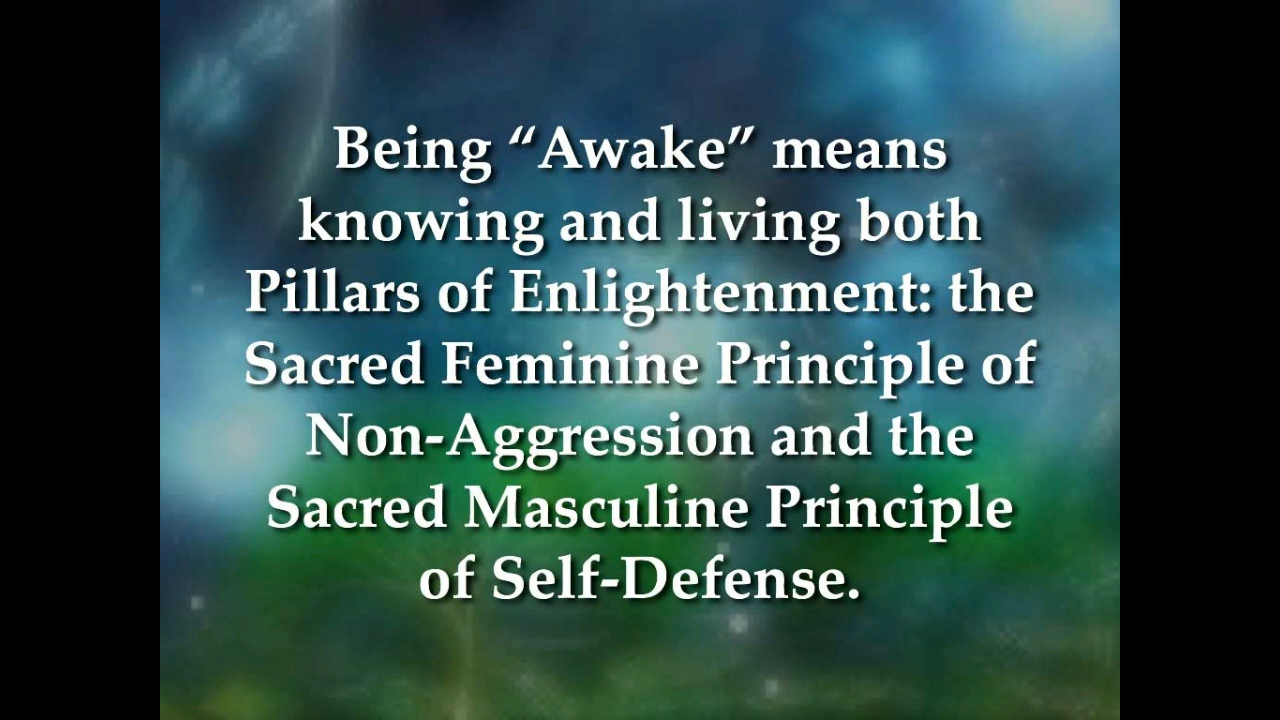 Being “Awake” means
knowing and living both
Pillars of Enlightenment: the
Sacred Feminine Principle of
Non-Aggression and the
Sacred Masculine Principle
of Self-Defense.